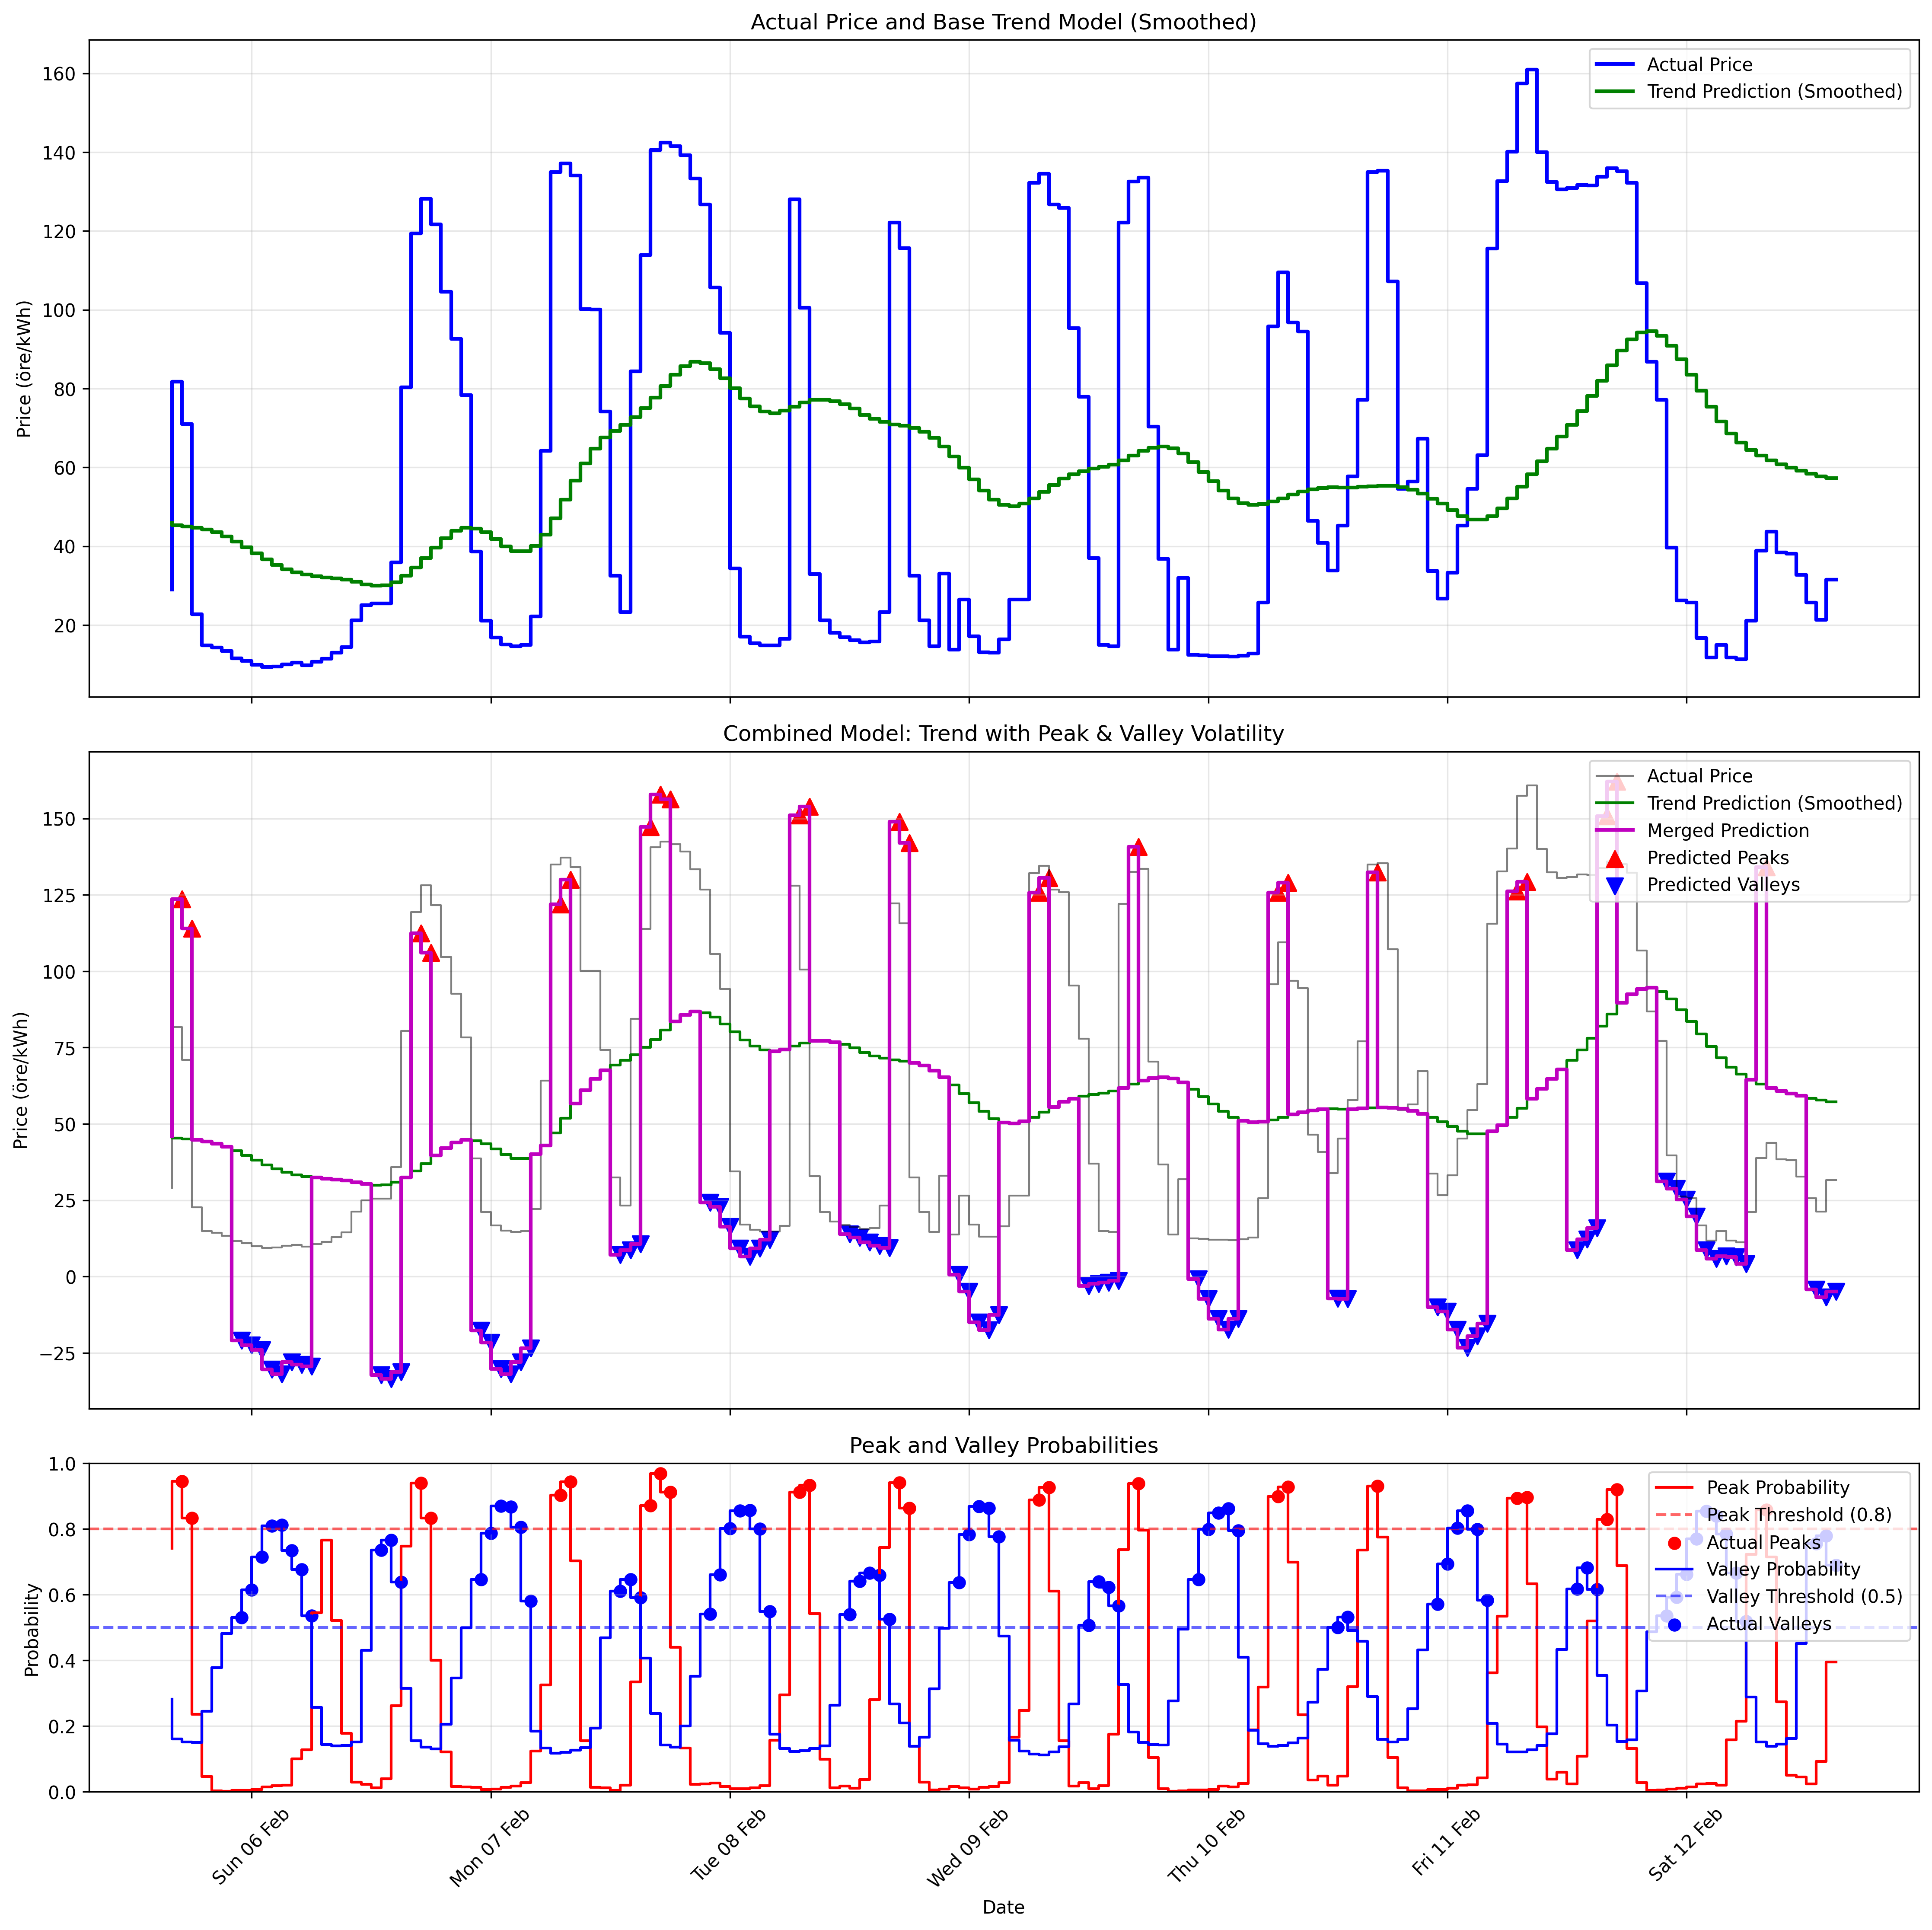 Actual Price and Base Trend Model (Smoothed)
Price (öre/kWh)
160
140
120
100
80
60
40
20
Actual Price
Trend Prediction (Smoothed)
Combined Model: Trend with Peak & Valley Volatility
Price (öre/kWh)
150
125
100
75
50
25
0
−25
Actual Price
Trend Prediction (Smoothed)
Merged Prediction
Predicted Peaks
Predicted Valleys
Peak and Valley Probabilities
Probability
1.0
0.8
0.6
0.4
0.2
0.0
Peak Probability
Peak Threshold (0.8)
Actual Peaks
Valley Probability
Valley Threshold (0.5)
Actual Valleys
Sun 06 Feb
Mon 07 Feb
Tue 08 Feb
Wed 09 Feb
Thu 10 Feb
Fri 11 Feb
Sat 12 Feb
Date